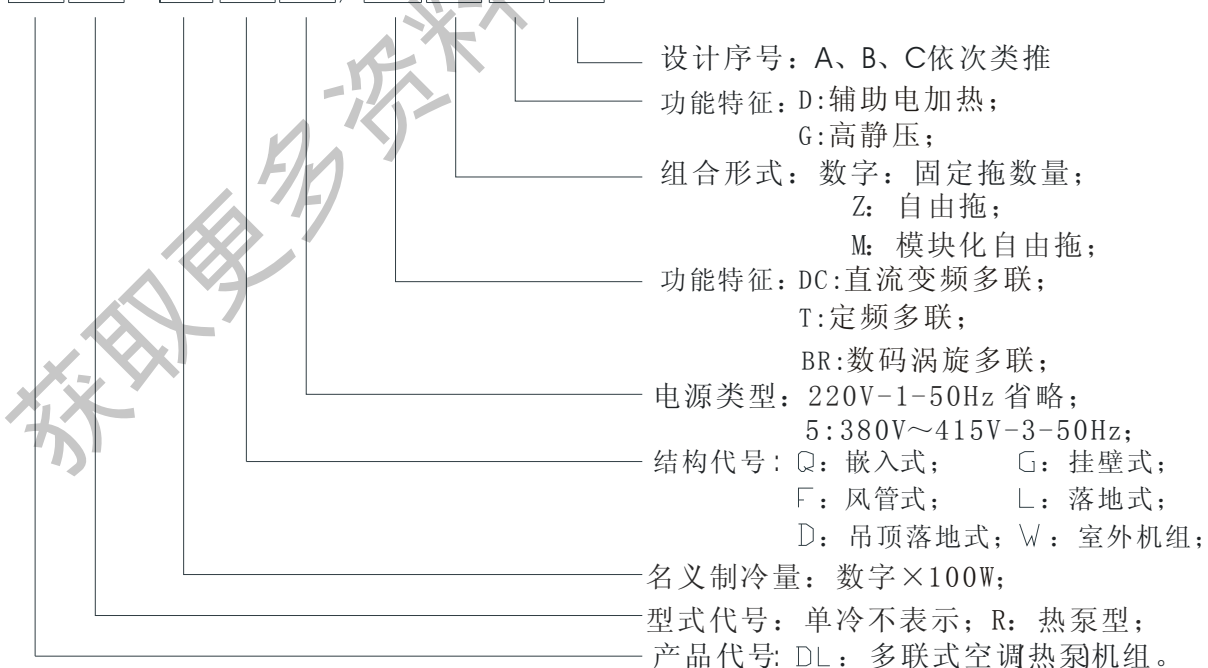 设计序号：A、B、C依次类推
功能特征：D:辅助电加热；
G:高静压；
组合形式：数字：固定拖数量；
Z：自由拖；
M：模块化自由拖；
功能特征：DC:直流变频多联；
T:定频多联；
BR:数码涡旋多联；
电源类型：220V-1-50Hz 省略；
5:380V～415V-3-50Hz；
结构代号：Q：嵌入式； G：挂壁式；
F：风管式； L：落地式；
D：吊顶落地式；W：室外机组；
名义制冷量：数字×100W；
型式代号：单冷不表示；R：热泵型；
产品代号：DL：多联式空调热泵机组。
获取更多资料